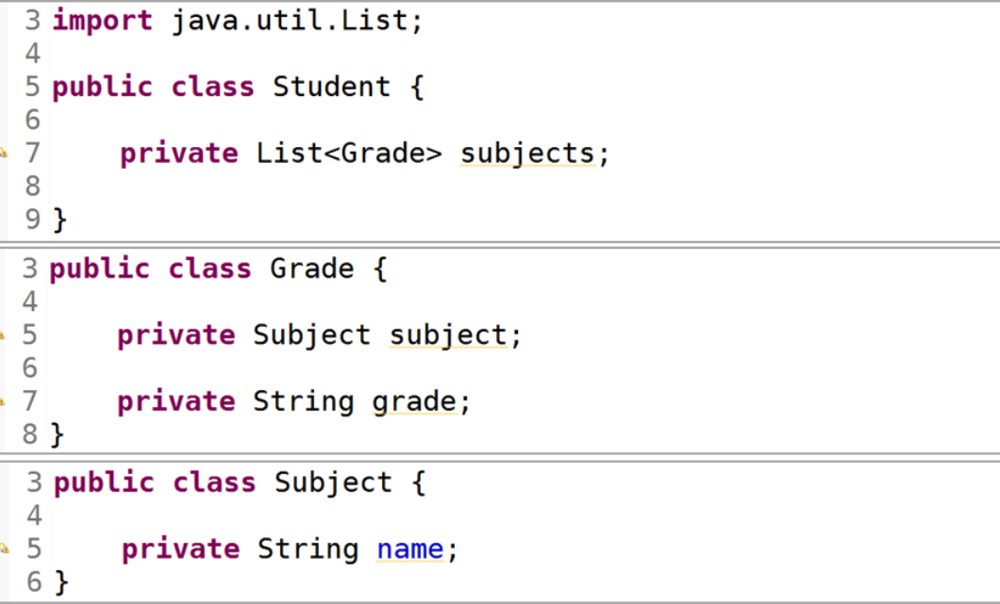 3 import java.util.List;
4
5 public class Student {
6
7 private List<Grade> subjects;
8
9 }
3 public class Grade {
4
5 private Subject subject;
6
7 private String grade;
8 }
3 public class Subject {
4
5 private String name;
6 }